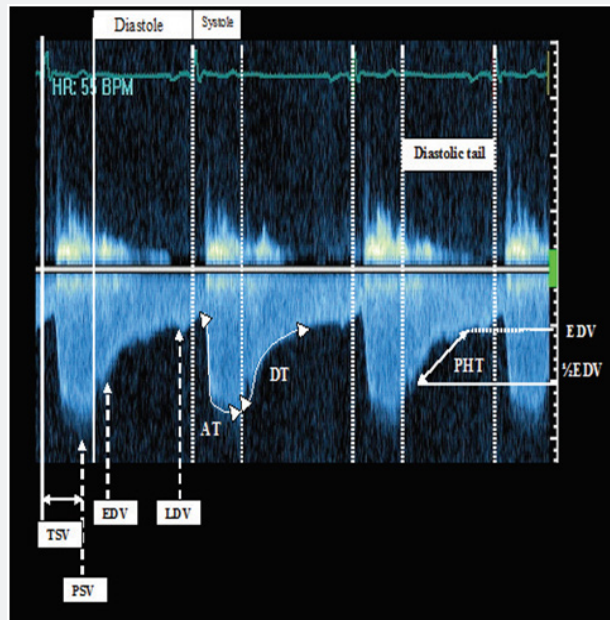 Diastole
Systole
HR: 55 BPM
Diastolic tail
EDV
½EDV
PHT
DT
AT
EDV
LDV
TSV
PSV